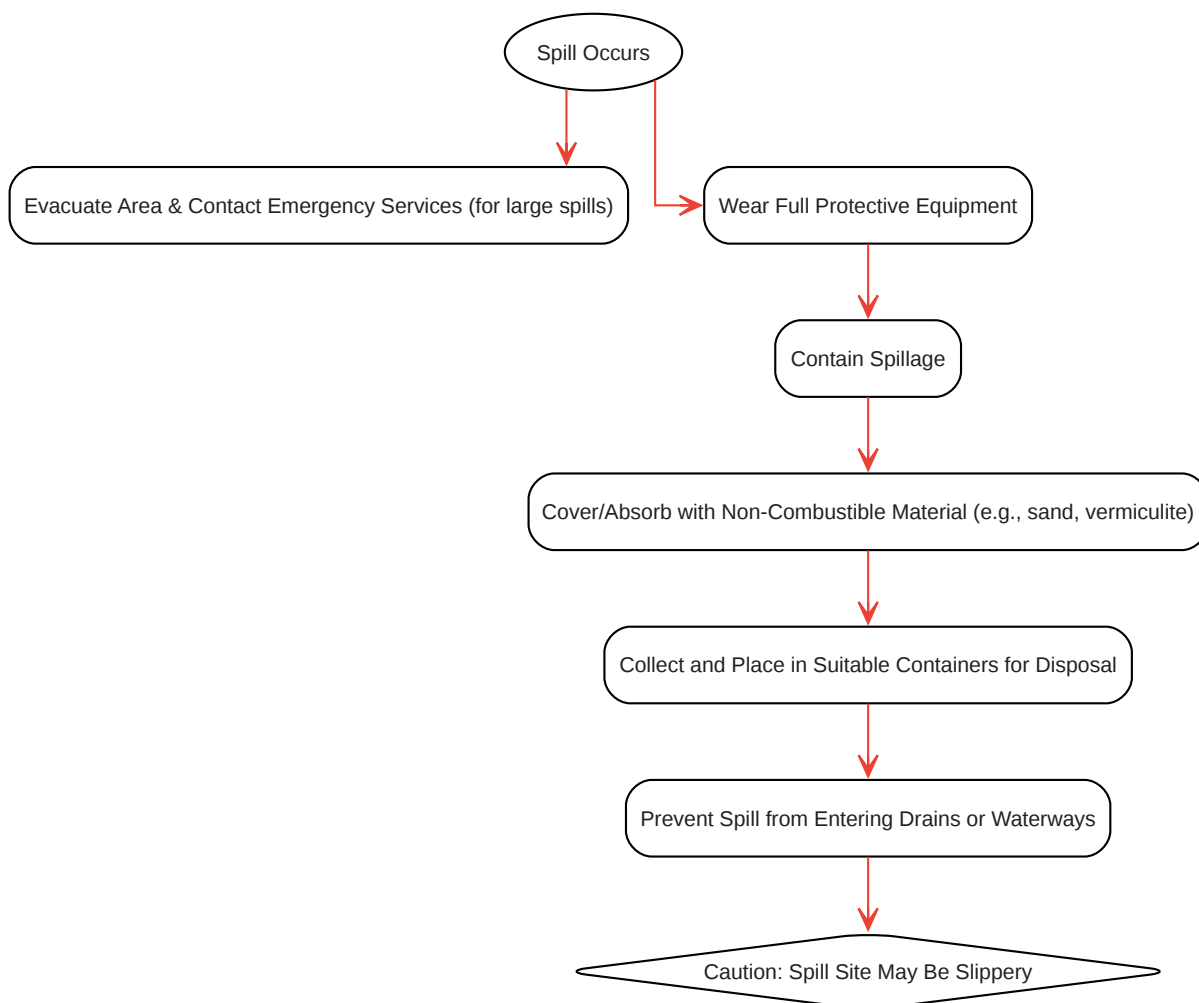 Spill Occurs
Evacuate Area & Contact Emergency Services (for large spills)
Wear Full Protective Equipment
Contain Spillage
Cover/Absorb with Non-Combustible Material (e.g., sand, vermiculite)
Collect and Place in Suitable Containers for Disposal
Prevent Spill from Entering Drains or Waterways
Caution: Spill Site May Be Slippery